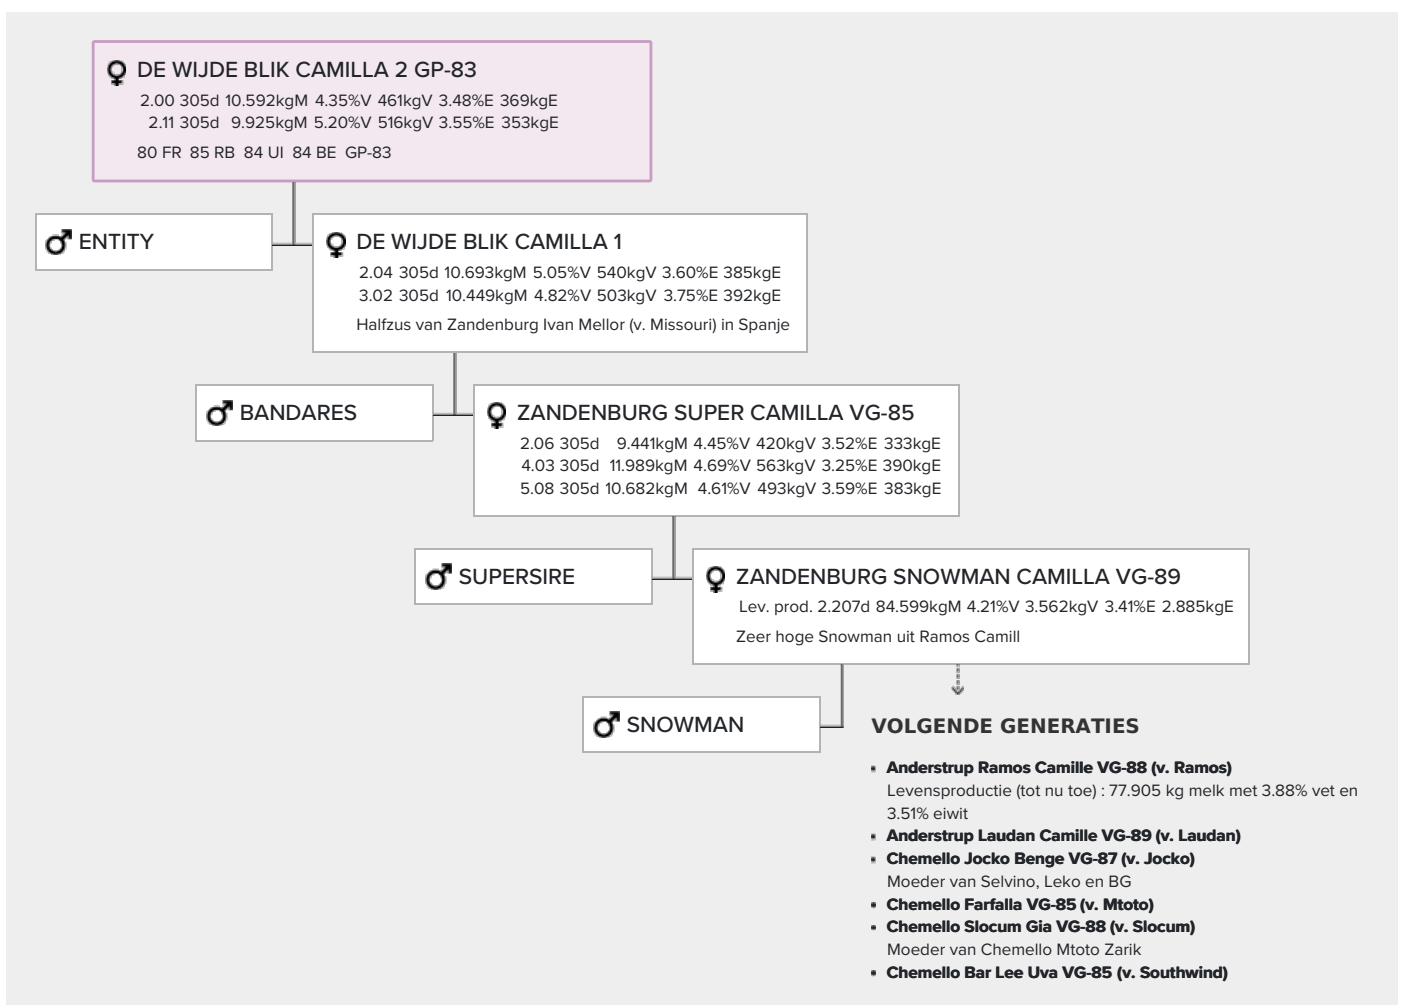 DE WIJDE BLIK CAMILLA 2 GP-83
2.00 305d 10.592kgM 4.35%V 461kgV 3.48%E 369kgE
2.11 305d 9.925kgM 5.20%V 516kgV 3.55%E 353kgE
80 FR 85 RB 84 UI 84 BE GP-83
ENTITY
DE WIJDE BLIK CAMILLA 1
2.04 305d 10.693kgM 5.05%V 540kgV 3.60%E 385kgE
3.02 305d 10.449kgM 4.82%V 503kgV 3.75%E 392kgE
Halfzus van Zandenburg Ivan Mellor (v. Missouri) in Spanje
BANDARES
ZANDENBURG SUPER CAMILLA VG-85
2.06 305d 9.441kgM 4.45%V 420kgV 3.52%E 333kgE
4.03 305d 11.989kgM 4.69%V 563kgV 3.25%E 390kgE
5.08 305d 10.682kgM 4.61%V 493kgV 3.59%E 383kgE
SUPERSIRE
ZANDENBURG SNOWMAN CAMILLA VG-89
Lev. prod. 2.207d 84.599kgM 4.21%V 3.562kgV 3.41%E 2.885kgE
Zeer hoge Snowman uit Ramos Camill
SNOWMAN
VOLGENDE GENERATIES
Anderstrup Ramos Camille VG-88 (v. Ramos)
Levensproductie (tot nu toe) : 77.905 kg melk met 3.88% vet en
3.51% eiwit
Anderstrup Laudan Camille VG-89 (v. Laudan)
Chemello Jocko Benge VG-87 (v. Jocko)
Moeder van Selvino, Leko en BG
Chemello Farfalla VG-85 (v. Mtoto)
Chemello Slocum Gia VG-88 (v. Slocum)
Moeder van Chemello Mtoto Zarik
Chemello Bar Lee Uva VG-85 (v. Southwind)